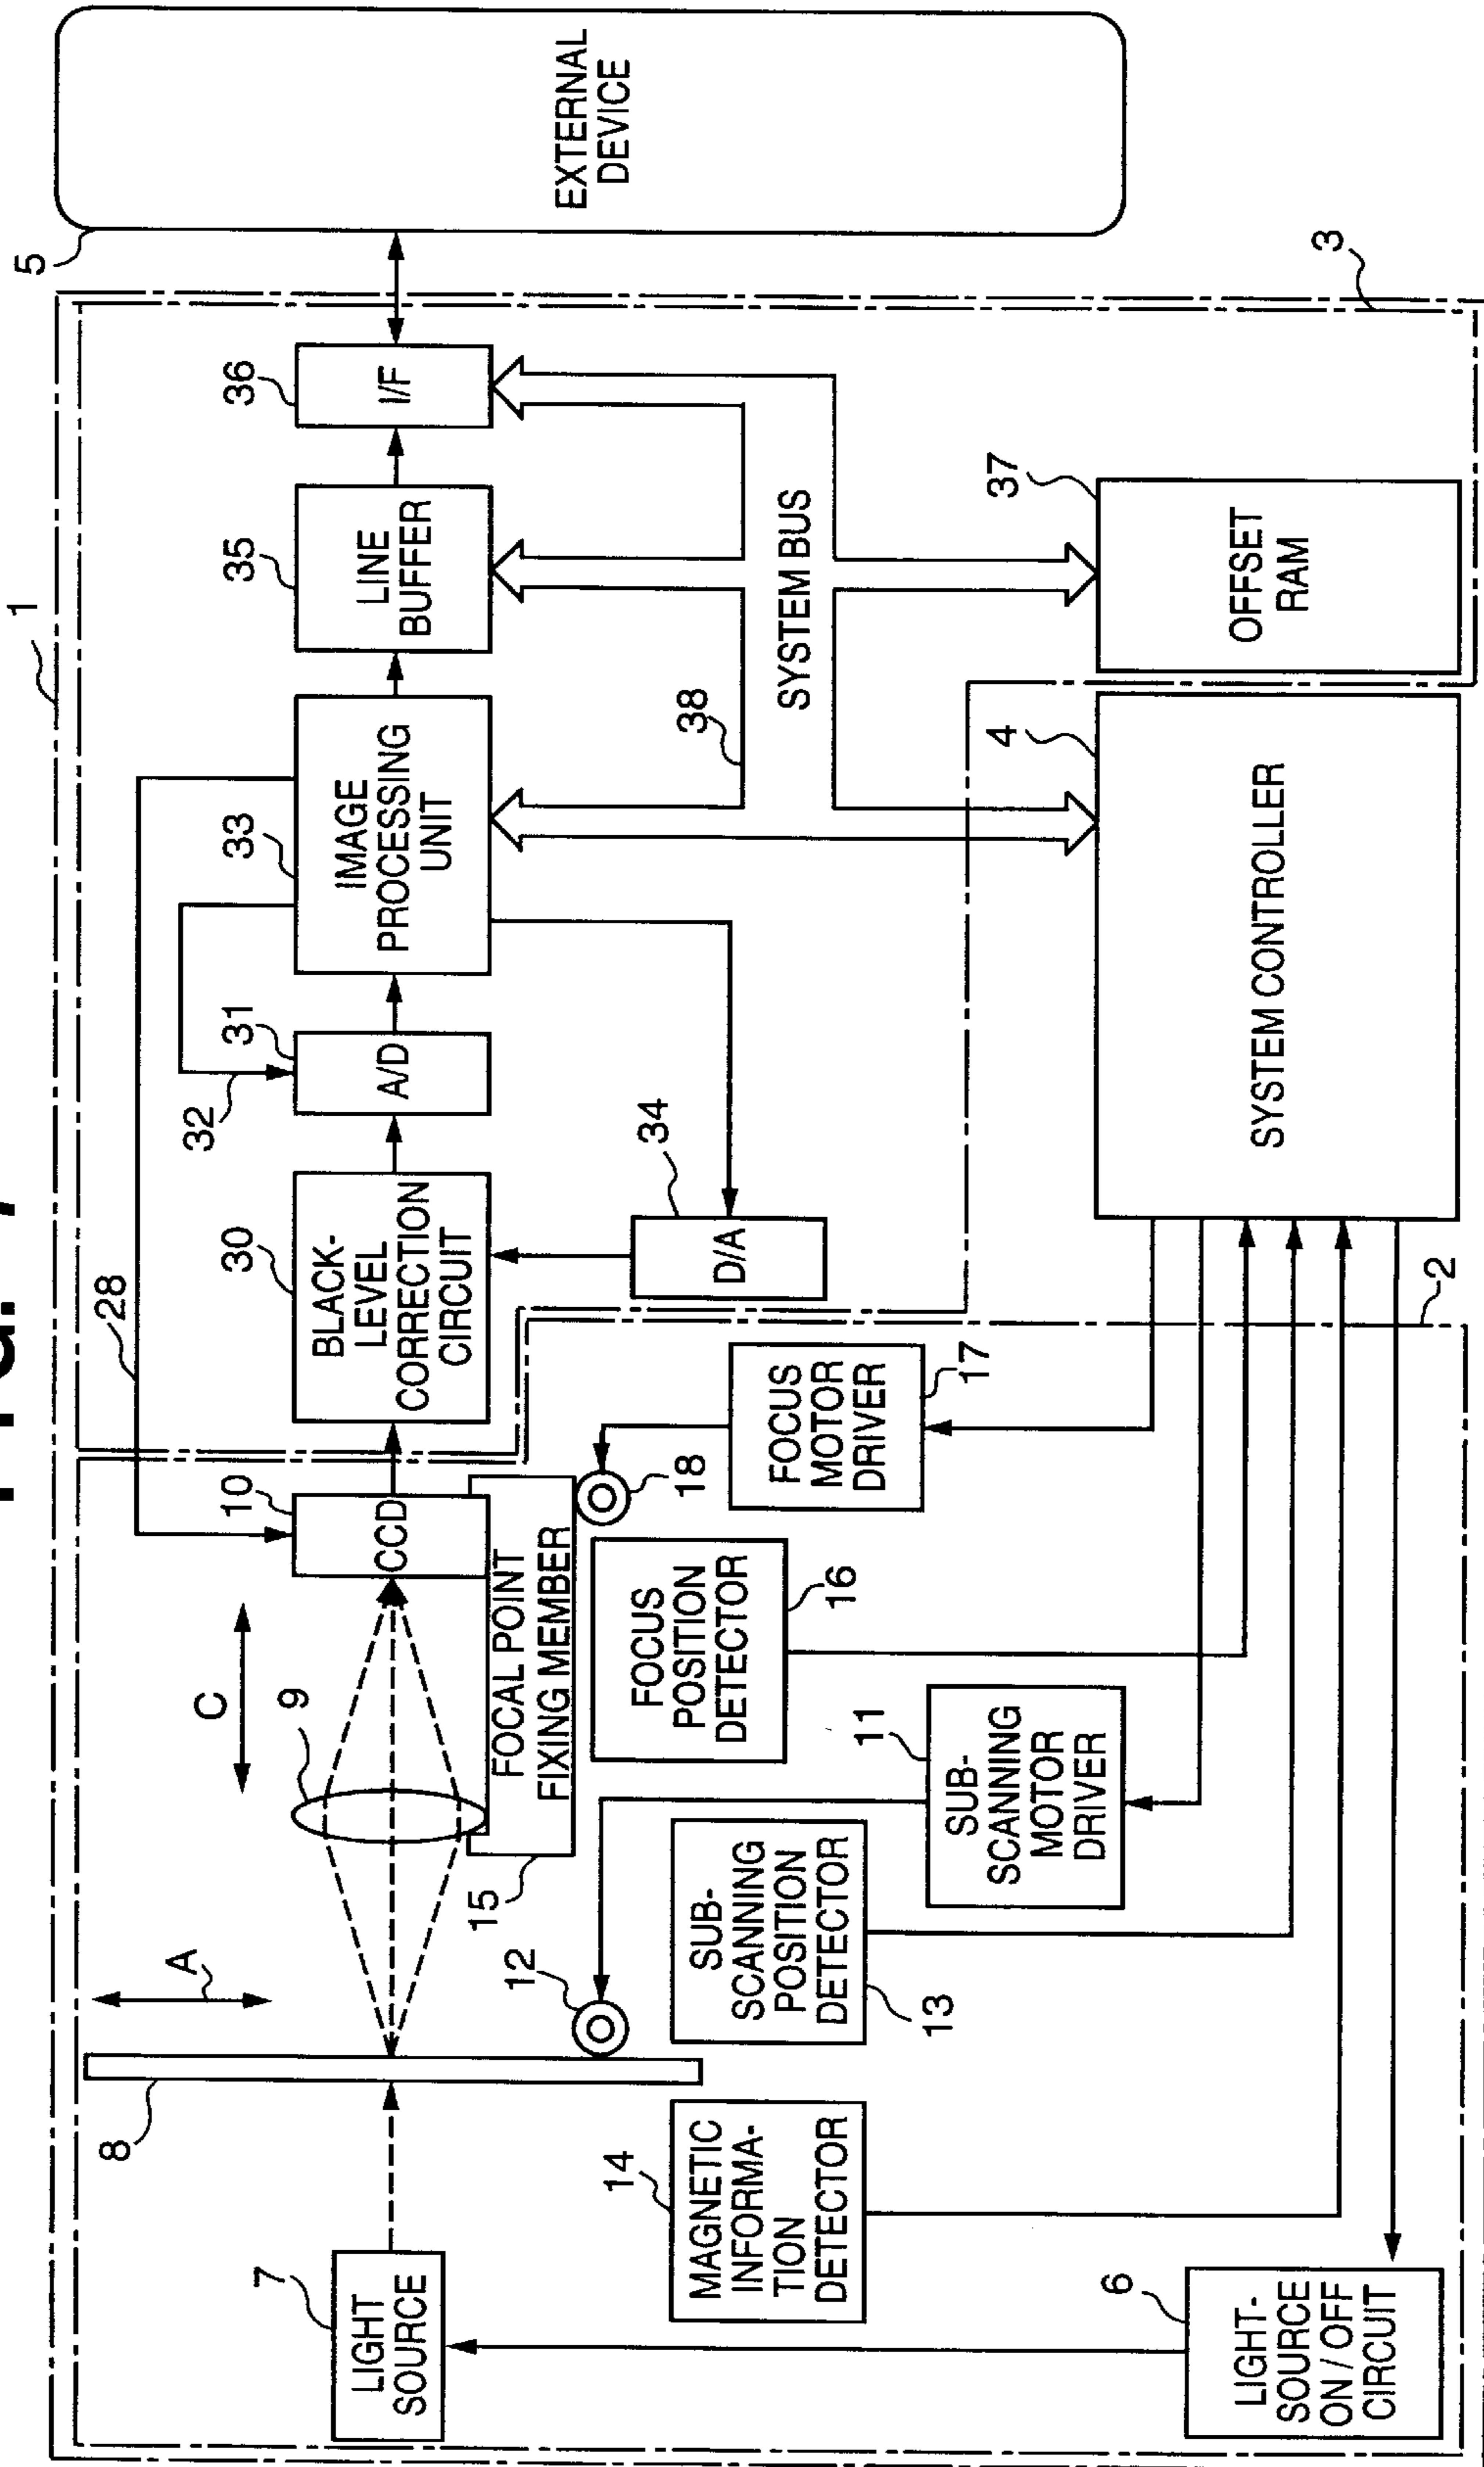 1
28
33
36
35
10
30
32
31
5
CCD
BLACK-
LEVEL
CORRECTION
CIRCUIT
A/D
IMAGE
PROCESSING
UNIT
LINE
BUFFER
I/F
EXTERNAL
DEVICE
34
D/A
38
SYSTEM BUS
7
LIGHT
SOURCE
8
A
C
9
15
FOCAL POINT
FIXING MEMBER
12
18
14
MAGNETIC
INFORMA-
TION
DETECTOR
SUB-
SCANNING
POSITION
DETECTOR
13
FOCUS
POSITION
DETECTOR
16
FOCUS
MOTOR
DRIVER
17
11
SUB-
SCANNING
MOTOR
DRIVER
6
LIGHT-
SOURCE
ON / OFF
CIRCUIT
2
4
SYSTEM CONTROLLER
37
OFFSET
RAM
3